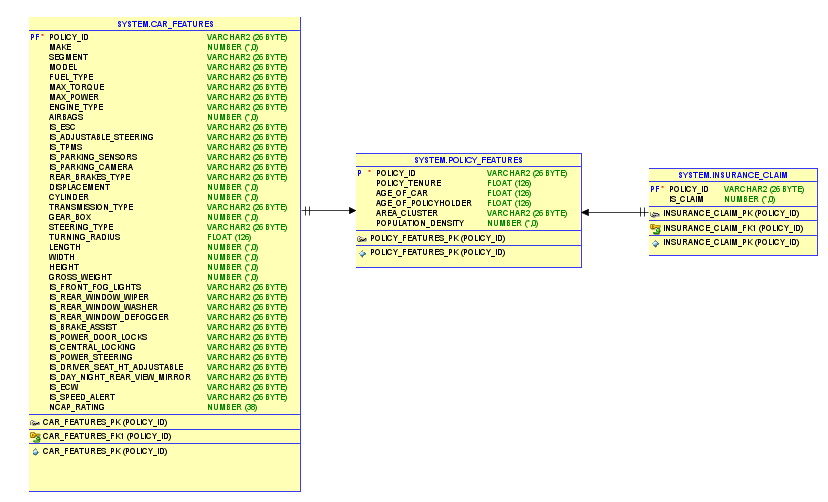 SYSTEM.CAR_FEATURES
PF* POLICY_ID VARCHAR2 (26 BYTE)
MAKE NUMBER (*,0)
SEGMENT VARCHAR2 (26 BYTE)
MODEL VARCHAR2 (26 BYTE)
FUEL_TYPE VARCHAR2 (26 BYTE)
MAX_TORQUE VARCHAR2 (26 BYTE)
MAX_POWER VARCHAR2 (26 BYTE)
ENGINE_TYPE VARCHAR2 (26 BYTE)
AIRBAGS NUMBER (*,0)
IS_ESC VARCHAR2 (26 BYTE)
IS_ADJUSTABLE_STEERING VARCHAR2 (26 BYTE)
IS_TPMS VARCHAR2 (26 BYTE)
IS_PARKING_SENSORS VARCHAR2 (26 BYTE)
IS_PARKING_CAMERA VARCHAR2 (26 BYTE)
REAR_BRAKES_TYPE VARCHAR2 (26 BYTE)
DISPLACEMENT NUMBER (*,0)
CYLINDER NUMBER (*,0)
TRANSMISSION_TYPE VARCHAR2 (26 BYTE)
GEAR_BOX NUMBER (*,0)
STEERING_TYPE VARCHAR2 (26 BYTE)
TURNING_RADIUS FLOAT (126)
LENGTH NUMBER (*,0)
WIDTH NUMBER (*,0)
HEIGHT NUMBER (*,0)
GROSS_WEIGHT NUMBER (*,0)
IS_FRONT_FOG_LIGHTS VARCHAR2 (26 BYTE)
IS_REAR_WINDOW_WIPER VARCHAR2 (26 BYTE)
IS_REAR_WINDOW_WASHER VARCHAR2 (26 BYTE)
IS_REAR_WINDOW_DEFOGGER VARCHAR2 (26 BYTE)
IS_BRAKE_ASSIST VARCHAR2 (26 BYTE)
IS_POWER_DOOR_LOCKS VARCHAR2 (26 BYTE)
IS_CENTRAL_LOCKING VARCHAR2 (26 BYTE)
IS_POWER_STEERING VARCHAR2 (26 BYTE)
IS_DRIVER_SEAT_HT_ADJUSTABLE VARCHAR2 (26 BYTE)
IS_DAY_NIGHT_REAR_VIEW_MIRROR VARCHAR2 (26 BYTE)
IS_ECW VARCHAR2 (26 BYTE)
IS_SPEED_ALERT VARCHAR2 (26 BYTE)
NCAP_RATING NUMBER (38)
CAR_FEATURES_PK (POLICY_ID)
CAR_FEATURES_FK1 (POLICY_ID)
CAR_FEATURES_PK (POLICY_ID)
SYSTEM.POLICY_FEATURES
P * POLICY_ID VARCHAR2 (26 BYTE)
POLICY_TENURE FLOAT (126)
AGE_OF_CAR FLOAT (126)
AGE_OF_POLICYHOLDER FLOAT (126)
AREA_CLUSTER VARCHAR2 (26 BYTE)
POPULATION_DENSITY NUMBER (*,0)
POLICY_FEATURES_PK (POLICY_ID)
POLICY_FEATURES_PK (POLICY_ID)
SYSTEM.INSURANCE_CLAIM
PF* POLICY_ID VARCHAR2 (26 BYTE)
IS_CLAIM NUMBER (*,0)
INSURANCE_CLAIM_PK (POLICY_ID)
INSURANCE_CLAIM_FK1 (POLICY_ID)
INSURANCE_CLAIM_PK (POLICY_ID)